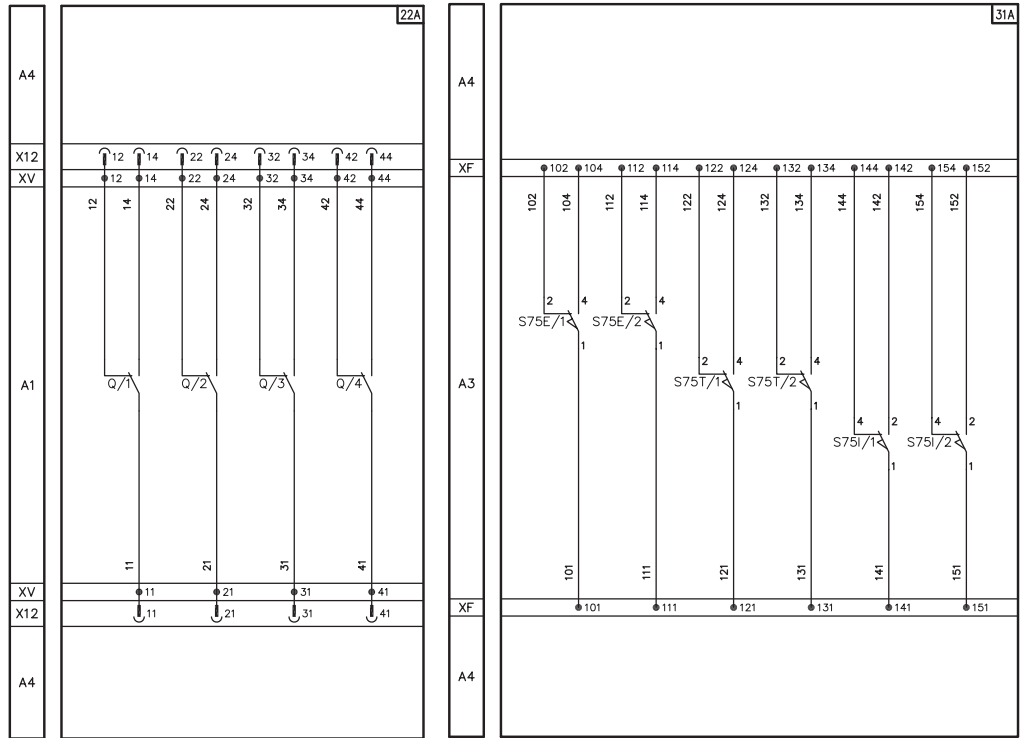 22A
A4
X12
12 14 22 24 32 34 42 44
XV
12 14 22 24 32 34 42 44
12 14 22 24 32 34 42 44
A1
Q/1 Q/2 Q/3 Q/4
11 21 31 41
XV
11 21 31 41
X12
11 21 31 41
A4
31A
A4
XF
102 104 112 114 122 124 132 134 144 142 154 152
102 104 112 114 122 124 132 134 144 142 154 152
2 4 2 4
S75E/1 S75E/2
1 1
2 4 2 4
A3
S75T/1 S75T/2
1 1
4 2 4 2
S75I/1 S75I/2
1 1
101 111 121 131 141 151
XF
101 111 121 131 141 151
A4